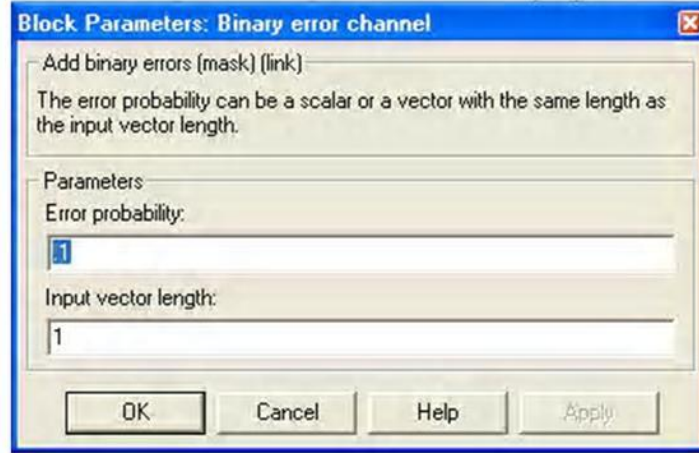 Block Parameters: Binary error channel
Add binary errors (mask) (link)
The error probability can be a scalar or a vector with the same length as
the input vector length.
Parameters
Error probability:
.1
Input vector length:
1
OK Cancel Help Apply